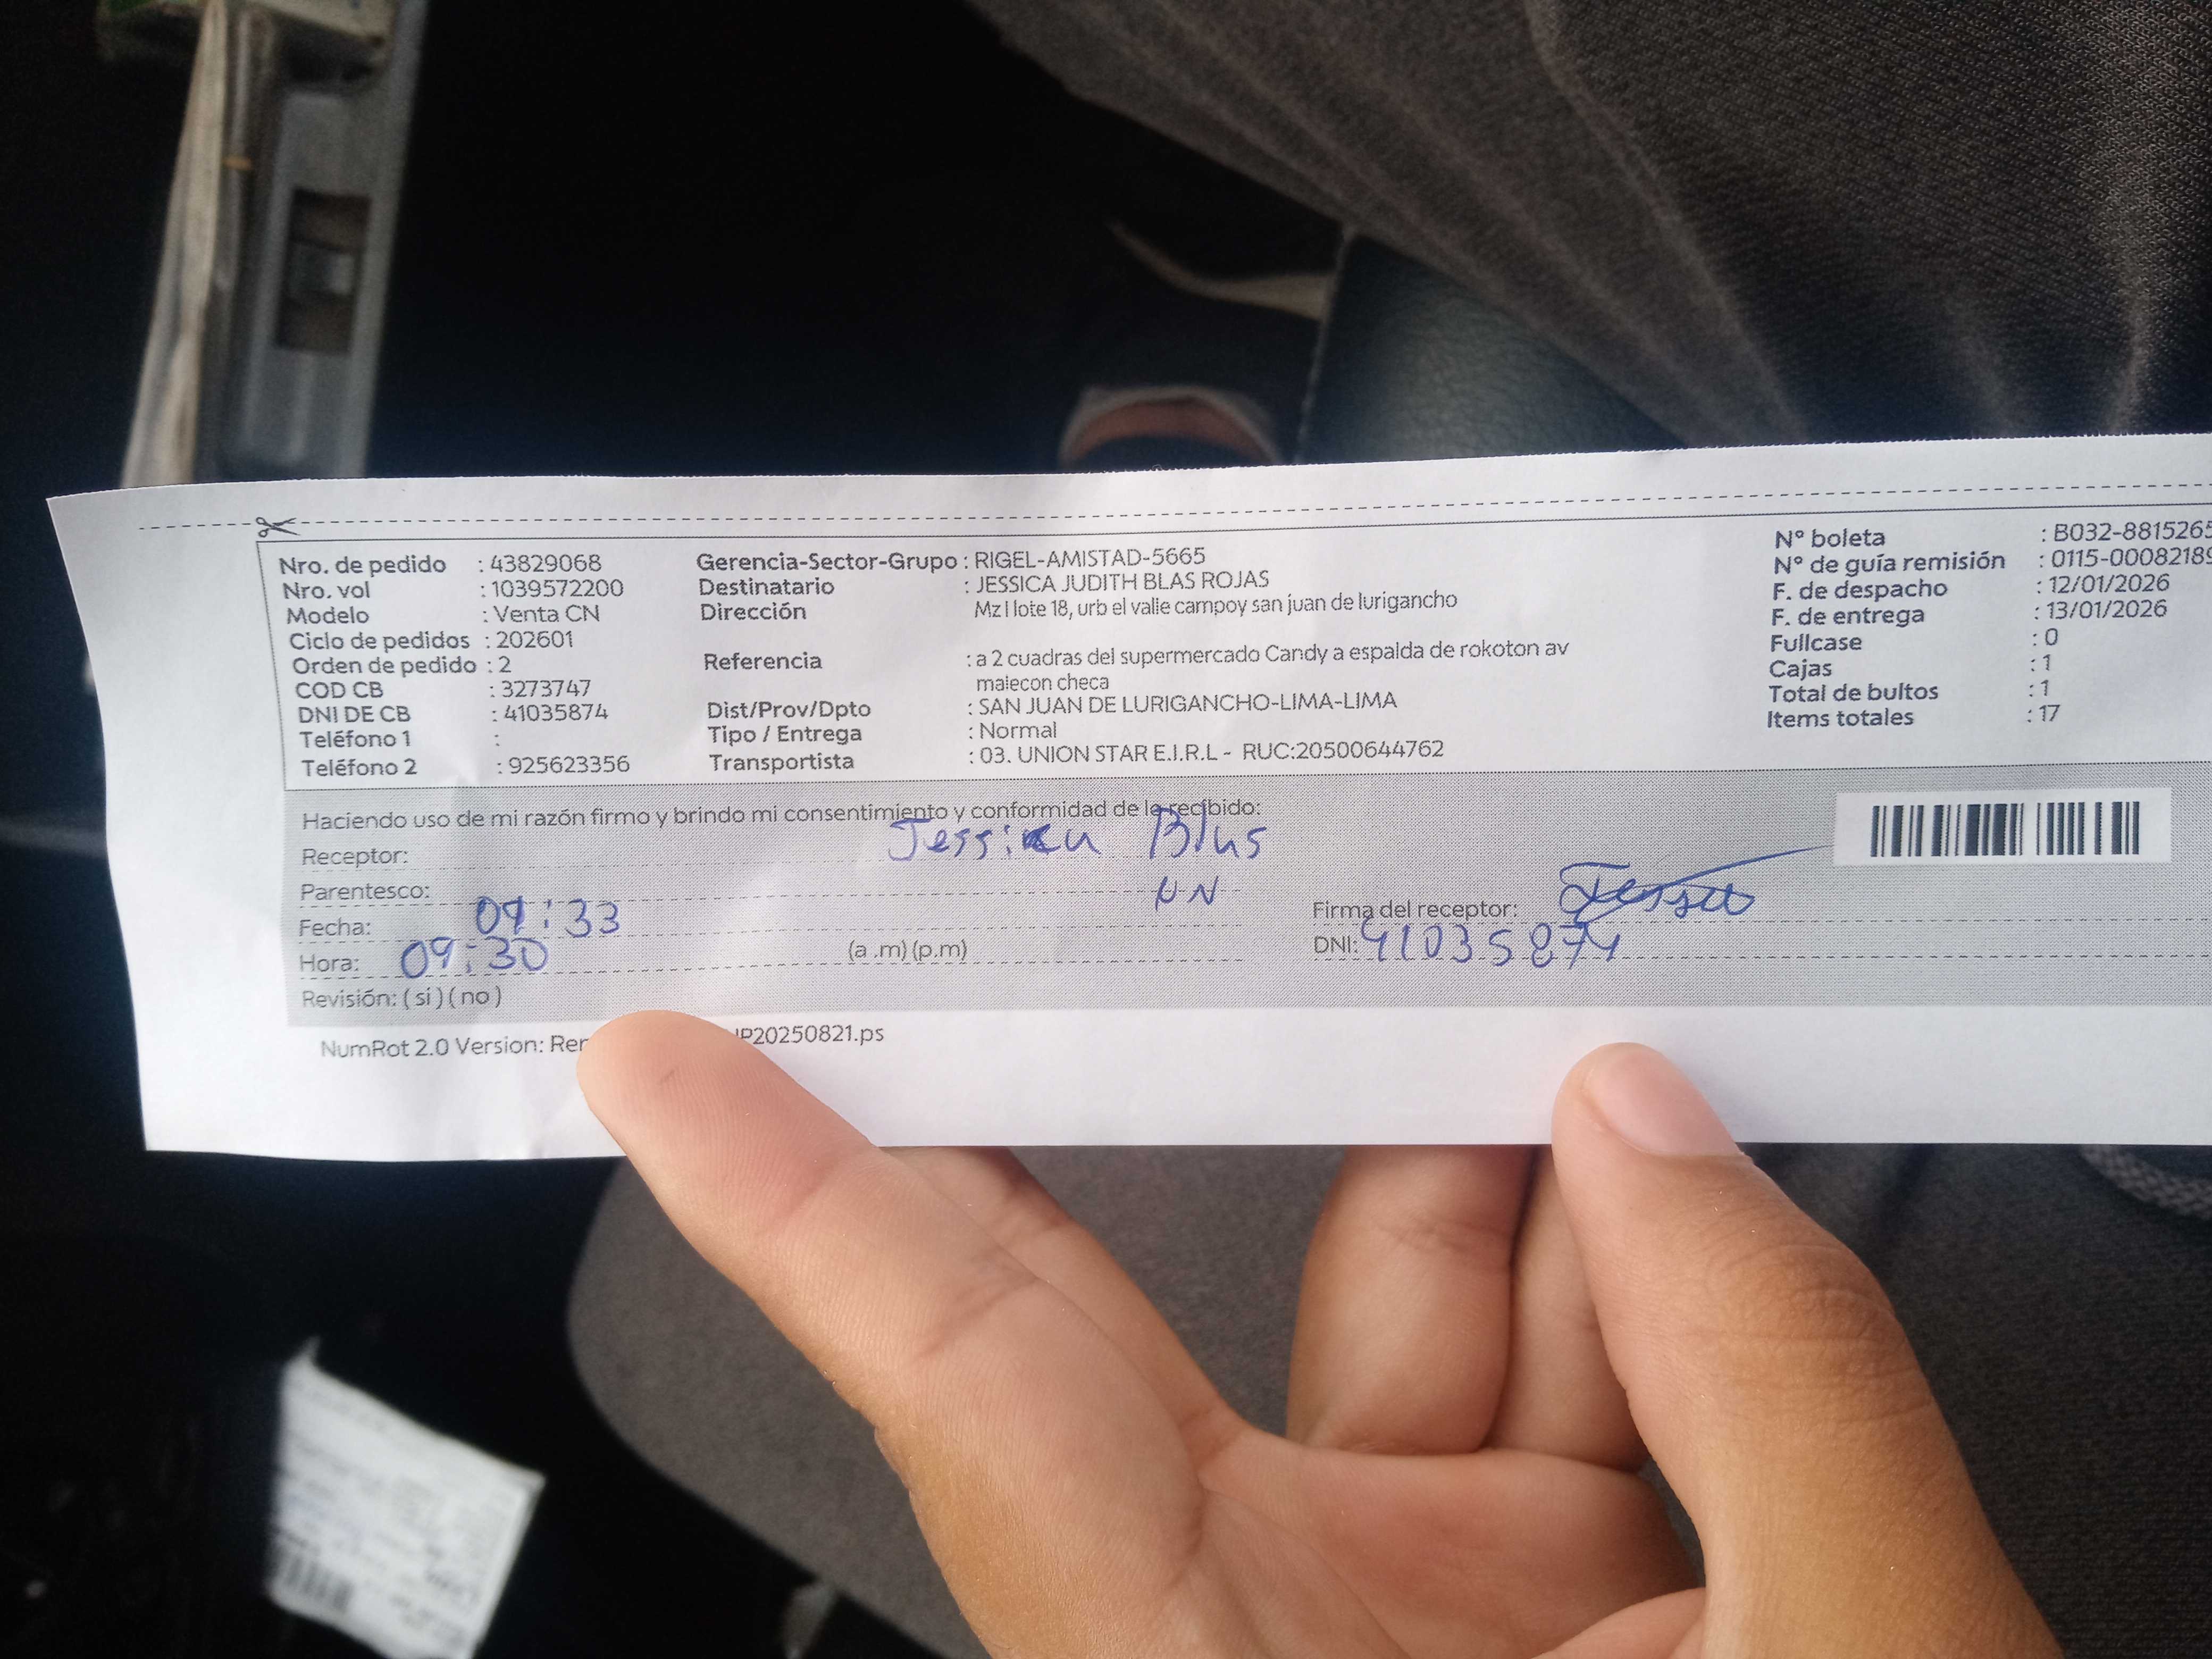 Nro. de pedido : 43829068
Nro. vol : 1039572200
Modelo : Venta CN
Ciclo de pedidos : 202601
Orden de pedido : 2
COD CB : 3273747
DNI DE CB : 41035874
Teléfono 1 :
Teléfono 2 : 925623356
Gerencia-Sector-Grupo : RIGEL-AMISTAD-5665
Destinatario : JESSICA JUDITH BLAS ROJAS
Dirección Mz I lote 18, urb el valle campoy san juan de lurigancho
Referencia : a 2 cuadras del supermercado Candy a espalda de rokoton av
malecon checa
Dist/Prov/Dpto : SAN JUAN DE LURIGANCHO-LIMA-LIMA
Tipo / Entrega : Normal
Transportista : 03. UNION STAR E.I.R.L - RUC:20500644762
N° boleta : B032-8815265
N° de guía remisión : 0115-00082189
F. de despacho : 12/01/2026
F. de entrega : 13/01/2026
Fullcase : 0
Cajas : 1
Total de bultos : 1
Items totales : 17
Haciendo uso de mi razón firmo y brindo mi consentimiento y conformidad de lo recibido:
Receptor: Jessica Blas
Parentesco:
Fecha: 09:33
Hora: 09:30 (a .m) (p.m)
Revisión: ( si ) ( no )
Firma del receptor:
DNI: 41035874
NumRot 2.0 Version: P20250821.ps